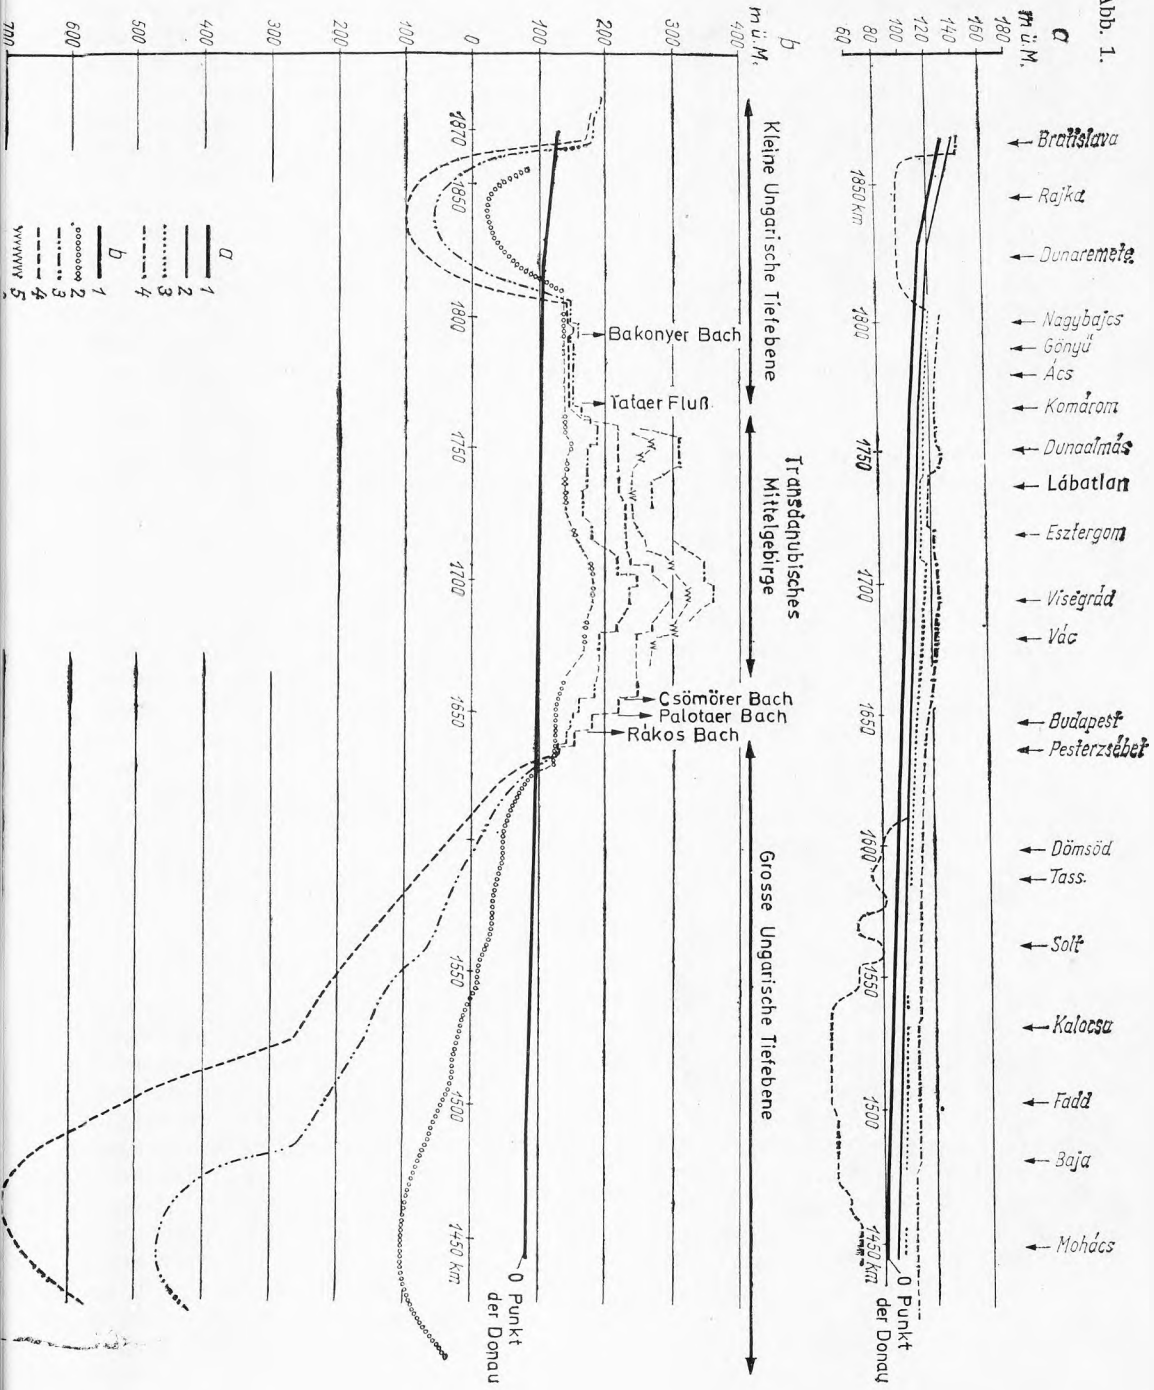 Abb. 1.
a
m ü. M.
180
160
140
120
100
80
60
Bratislava
Rajka
Dunaremete
Nagybajcs
Gönyű
Ács
Komárom
Dunaalmás
Lábatlan
Esztergom
Visegrád
Vác
Budapest
Pesterzsébet
Dömsöd
Tass.
Solt
Kalocsa
Fadd
Baja
Mohács
1850 km
1800
1750
1700
1650
1600
1550
1500
1450 km
0 Punkt
der Donau
b
m ü. M.
400
300
200
100
0
100
200
300
400
500
600
700
Kleine Ungarische Tiefebene
Transdanubisches
Mittelgebirge
Grosse Ungarische Tiefebene
Bakonyer Bach
Tataer Fluß
Csömörer Bach
Palotaer Bach
Rákos Bach
1870
1850
1800
1750
1700
1650
1550
1500
1450 km
0 Punkt
der Donau
a
1
2
3
4
b
1
2
3
4
5